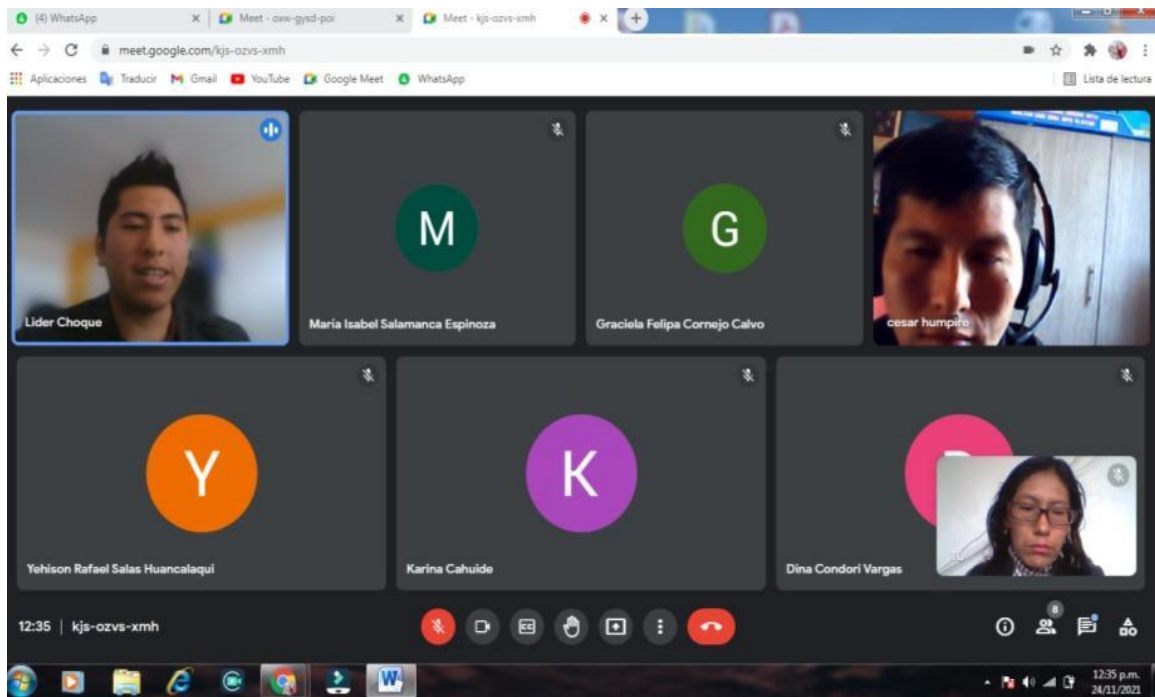 (4) WhatsApp
Meet - oxw-gysd-poi
Meet - kjs-ozvs-xmh
meet.google.com/kjs-ozvs-xmh
Aplicaciones
Traducir
Gmail
YouTube
Google Meet
WhatsApp
Lista de lectura
Lider Choque
M
María Isabel Salamanca Espinoza
G
Graciela Felipa Cornejo Calvo
cesar humpire
Y
Yehison Rafael Salas Huancalaqui
K
Karina Cahuide
Dina Condori Vargas
Tú
12:35 | kjs-ozvs-xmh
CC
8
12:35 p.m.
24/11/2021